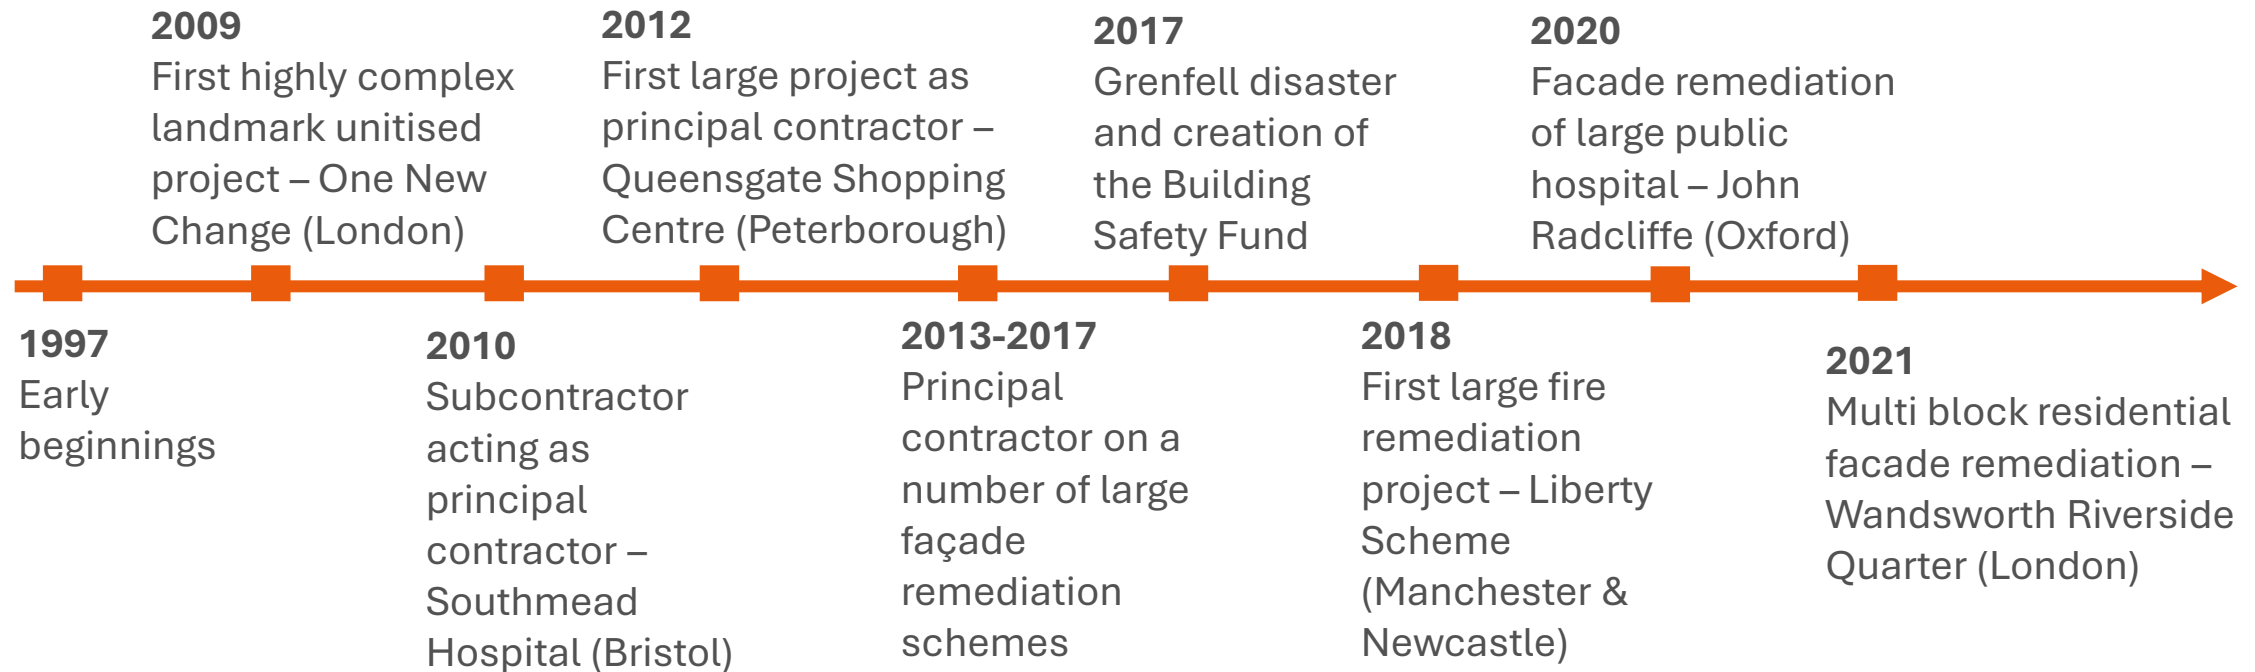 2009
First highly complex
landmark unitised
project – One New
Change (London)
2012
First large project as
principal contractor –
Queensgate Shopping
Centre (Peterborough)
2017
Grenfell disaster
and creation of
the Building
Safety Fund
2020
Facade remediation
of large public
hospital – John
Radcliffe (Oxford)
1997
Early
beginnings
2010
Subcontractor
acting as
principal
contractor –
Southmead
Hospital (Bristol)
2013-2017
Principal
contractor on a
number of large
façade
remediation
schemes
2018
First large fire
remediation
project – Liberty
Scheme
(Manchester &
Newcastle)
2021
Multi block residential
facade remediation –
Wandsworth Riverside
Quarter (London)